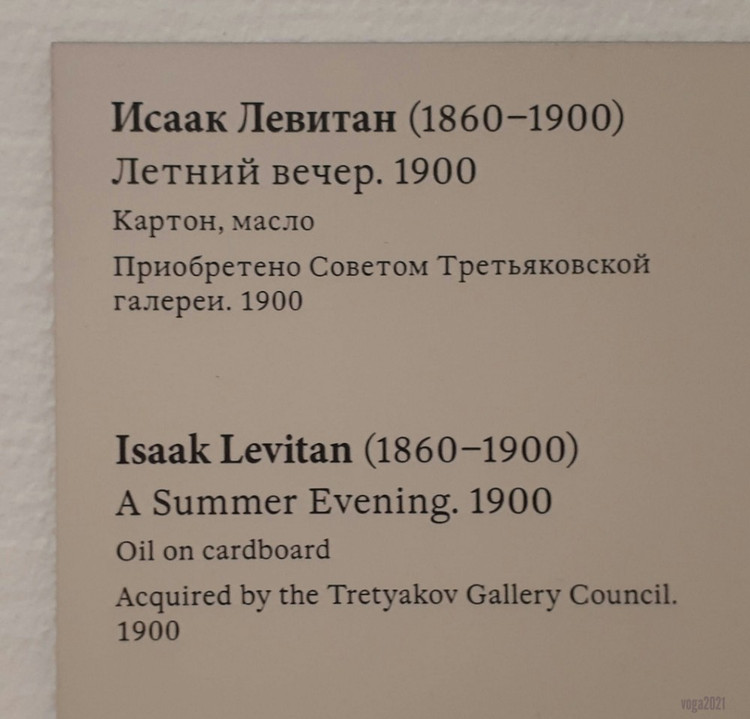 Исаак Левитан (1860–1900)
Летний вечер. 1900
Картон, масло
Приобретено Советом Третьяковской
галереи. 1900
Isaak Levitan (1860–1900)
A Summer Evening. 1900
Oil on cardboard
Acquired by the Tretyakov Gallery Council.
1900
voga2021